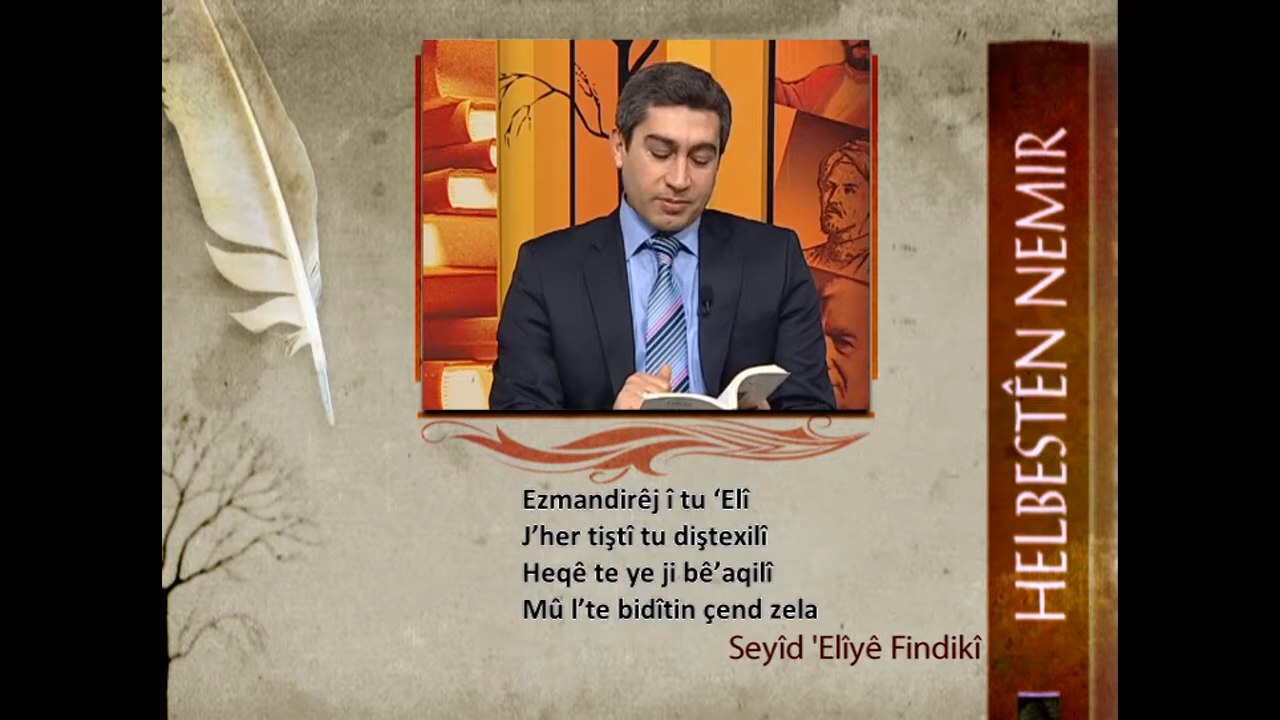 Ezmandirêj î tu ‘Elî
J’her tiştî tu diştexilî
Heqê te ye ji bê’aqilî
Mû l’te bidîtin çend zela
Seyîd 'Elîyê Findikî
HELBESTÊN NEMIR